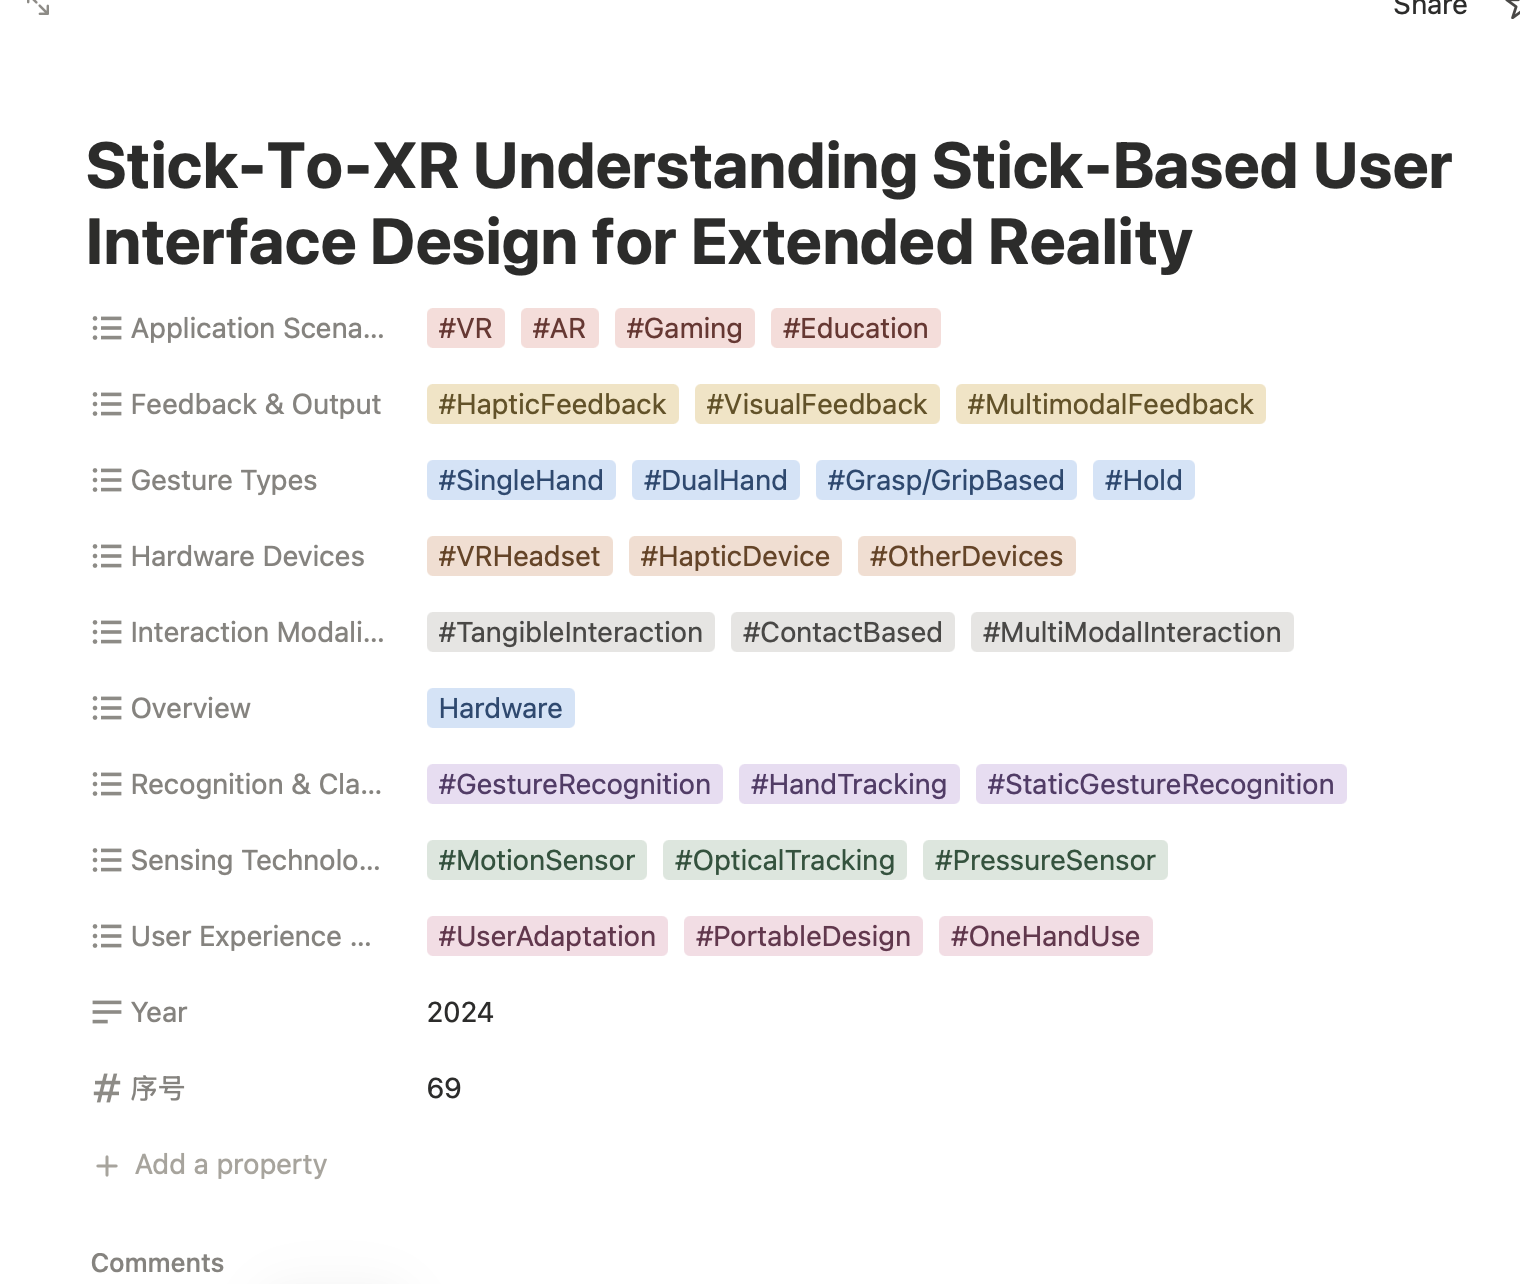 Share
Stick-To-XR Understanding Stick-Based User
Interface Design for Extended Reality
Application Scena... #VR #AR #Gaming #Education
Feedback & Output #HapticFeedback #VisualFeedback #MultimodalFeedback
Gesture Types #SingleHand #DualHand #Grasp/GripBased #Hold
Hardware Devices #VRHeadset #HapticDevice #OtherDevices
Interaction Modali... #TangibleInteraction #ContactBased #MultiModalInteraction
Overview Hardware
Recognition & Cla... #GestureRecognition #HandTracking #StaticGestureRecognition
Sensing Technolo... #MotionSensor #OpticalTracking #PressureSensor
User Experience ... #UserAdaptation #PortableDesign #OneHandUse
Year 2024
# 序号 69
+ Add a property
Comments